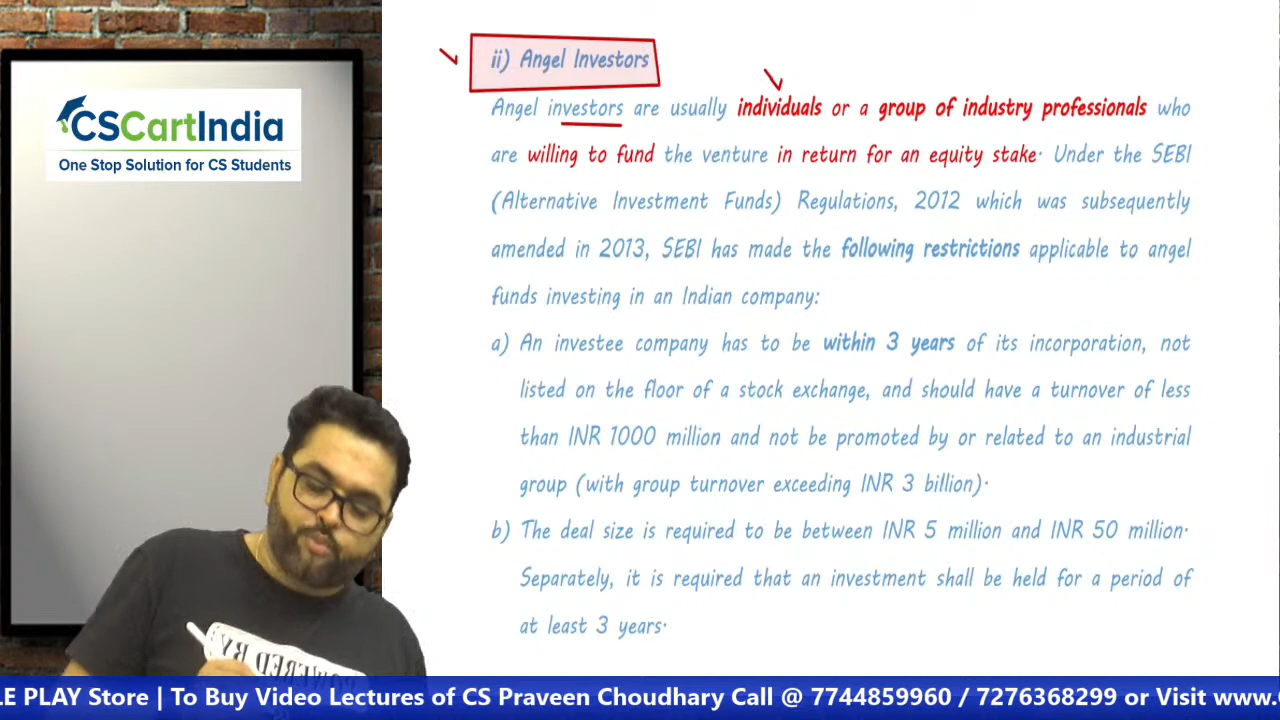 CSCartIndia
One Stop Solution for CS Students
ii) Angel Investors
Angel investors are usually individuals or a group of industry professionals who
are willing to fund the venture in return for an equity stake. Under the SEBI
(Alternative Investment Funds) Regulations, 2012 which was subsequently
amended in 2013, SEBI has made the following restrictions applicable to angel
funds investing in an Indian company:
a) An investee company has to be within 3 years of its incorporation, not
listed on the floor of a stock exchange, and should have a turnover of less
than INR 1000 million and not be promoted by or related to an industrial
group (with group turnover exceeding INR 3 billion).
b) The deal size is required to be between INR 5 million and INR 50 million.
Separately, it is required that an investment shall be held for a period of
at least 3 years.
POWERED BY
LE PLAY Store | To Buy Video Lectures of CS Praveen Choudhary Call @ 7744859960 / 7276368299 or Visit www.